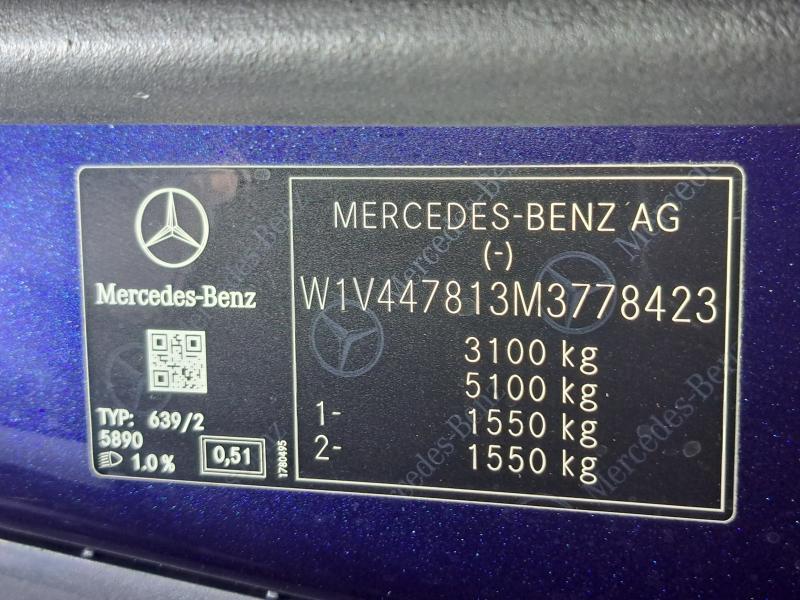 Mercedes-Benz
TYP: 639/2
5890
1.0 %
0,51
1780495
MERCEDES-BENZ AG
(-)
W1V447813M3778423
3100 kg
5100 kg
1- 1550 kg
2- 1550 kg